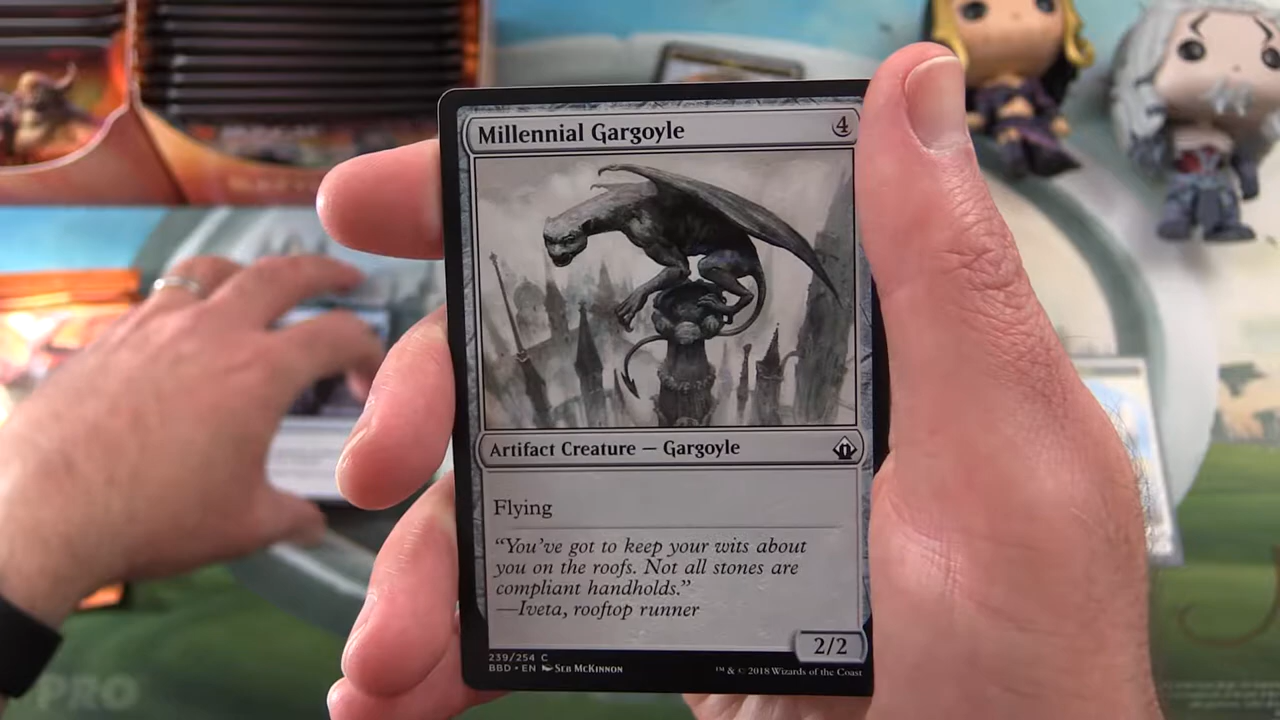 Millennial Gargoyle 4
Artifact Creature — Gargoyle
Flying
“You’ve got to keep your wits about
you on the roofs. Not all stones are
compliant handholds.”
—Iveta, rooftop runner
2/2
239/254 C
BBD • EN Seb McKinnon
™ & © 2018 Wizards of the Coast
PRO